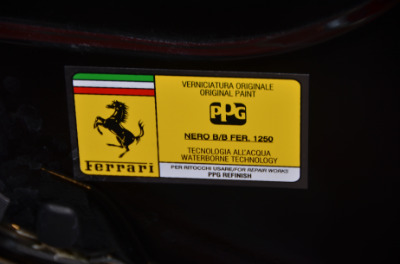 VERNICIATURA ORIGINALE
ORIGINAL PAINT
PPG
NERO B/B FER. 1250
TECNOLOGIA ALL'ACQUA
WATERBORNE TECHNOLOGY
Ferrari
PER RITOCCHI USARE/FOR REPAIR WORKS
PPG REFINISH